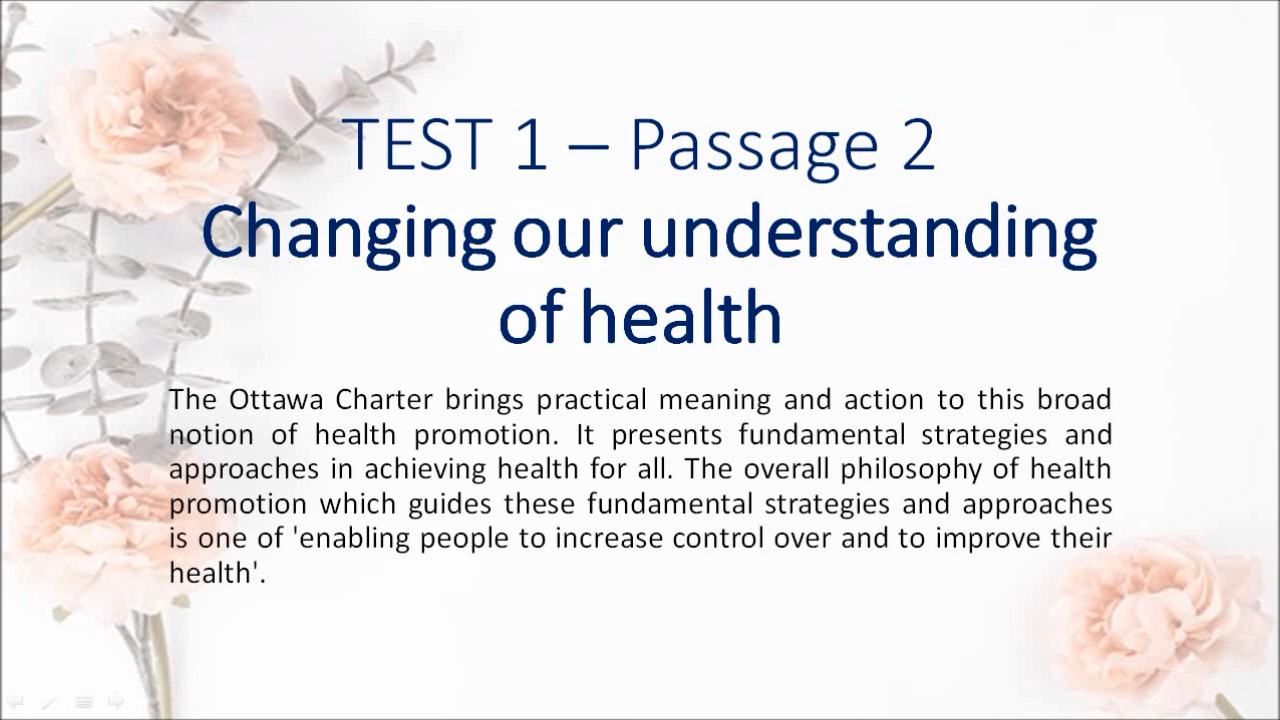 TEST 1 – Passage 2
Changing our understanding
of health
The Ottawa Charter brings practical meaning and action to this broad
notion of health promotion. It presents fundamental strategies and
approaches in achieving health for all. The overall philosophy of health
promotion which guides these fundamental strategies and approaches
is one of 'enabling people to increase control over and to improve their
health'.